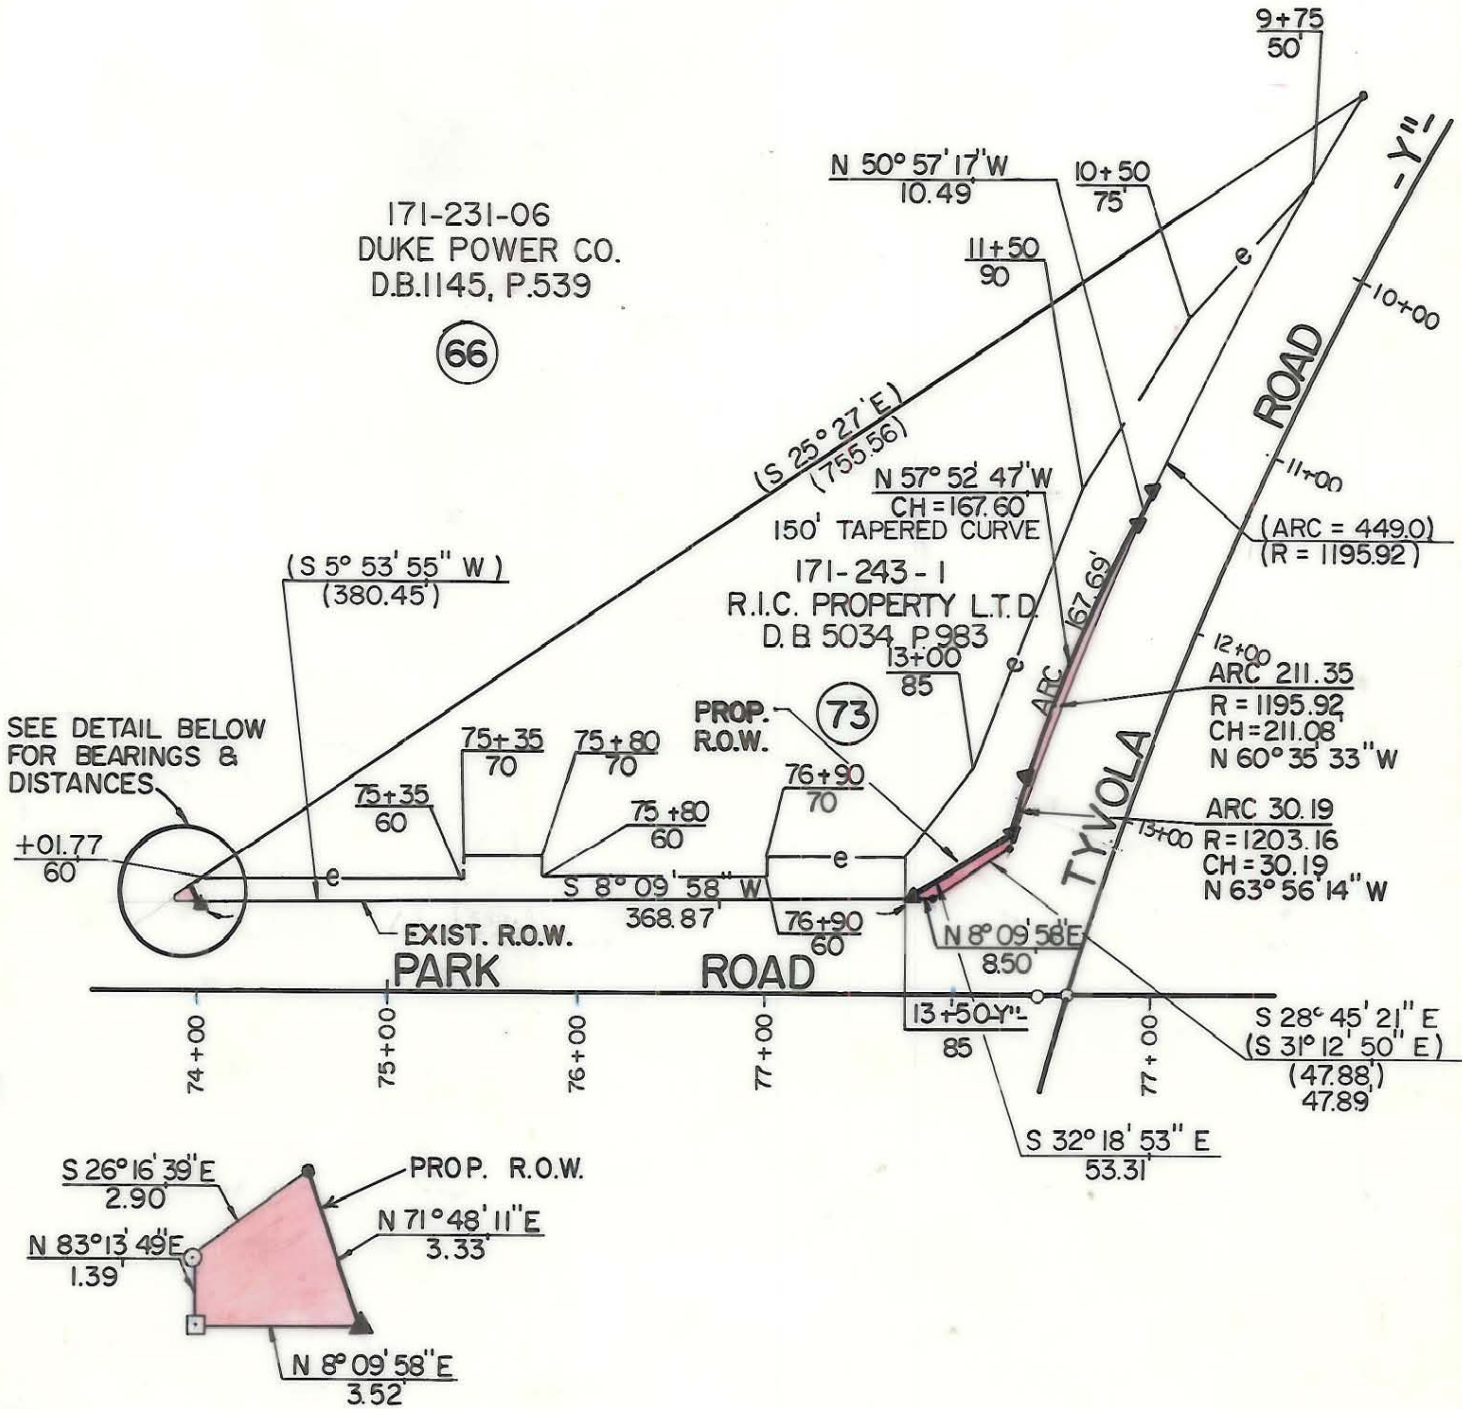 9+75
50'
-Y"-
N 50° 57' 17" W
10.49'
10+50
75'
171-231-06
DUKE POWER CO.
D.B.1145, P.539
11+50
90
66
10+00
ROAD
(S 25° 27' E)
(755.56)
N 57° 52' 47" W
CH = 167.60
150' TAPERED CURVE
11+00
(ARC = 449.0)
(R = 1195.92')
(S 5° 53' 55" W)
(380.45')
171-243-1
R.I.C. PROPERTY L.T.D.
D.B. 5034, P.983
167.69'
ARC
e
e
13+00
85
12+00
ARC 211.35
R = 1195.92
CH = 211.08'
N 60° 35' 33" W
SEE DETAIL BELOW
FOR BEARINGS &
DISTANCES
PROP.
R.O.W.
73
75+35
70
75+80
70
76+90
70
75+35
60
75+80
60
TYVOLA
13+00
ARC 30.19
R = 1203.16
CH = 30.19
N 63° 56' 14" W
+01.77
60
e
e
S 8° 09' 58" W
368.87'
76+90
60
N 8° 09' 58" E
8.50'
EXIST. R.O.W.
PARK ROAD
13+50-Y"-
85
S 28° 45' 21" E
(S 31° 12' 50" E)
(47.88')
47.89'
74+00
75+00
76+00
77+00
77+00
S 32° 18' 53" E
53.31'
S 26° 16' 39" E
2.90'
PROP. R.O.W.
N 71° 48' 11" E
3.33'
N 83° 13' 49" E
1.39'
N 8° 09' 58" E
3.52'